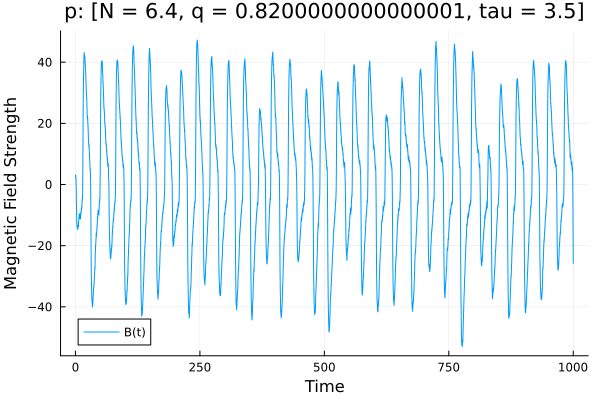 p: [N = 6.4, q = 0.8200000000000001, tau = 3.5]
Magnetic Field Strength
40
20
0
−20
−40
B(t)
0
250
500
750
1000
Time